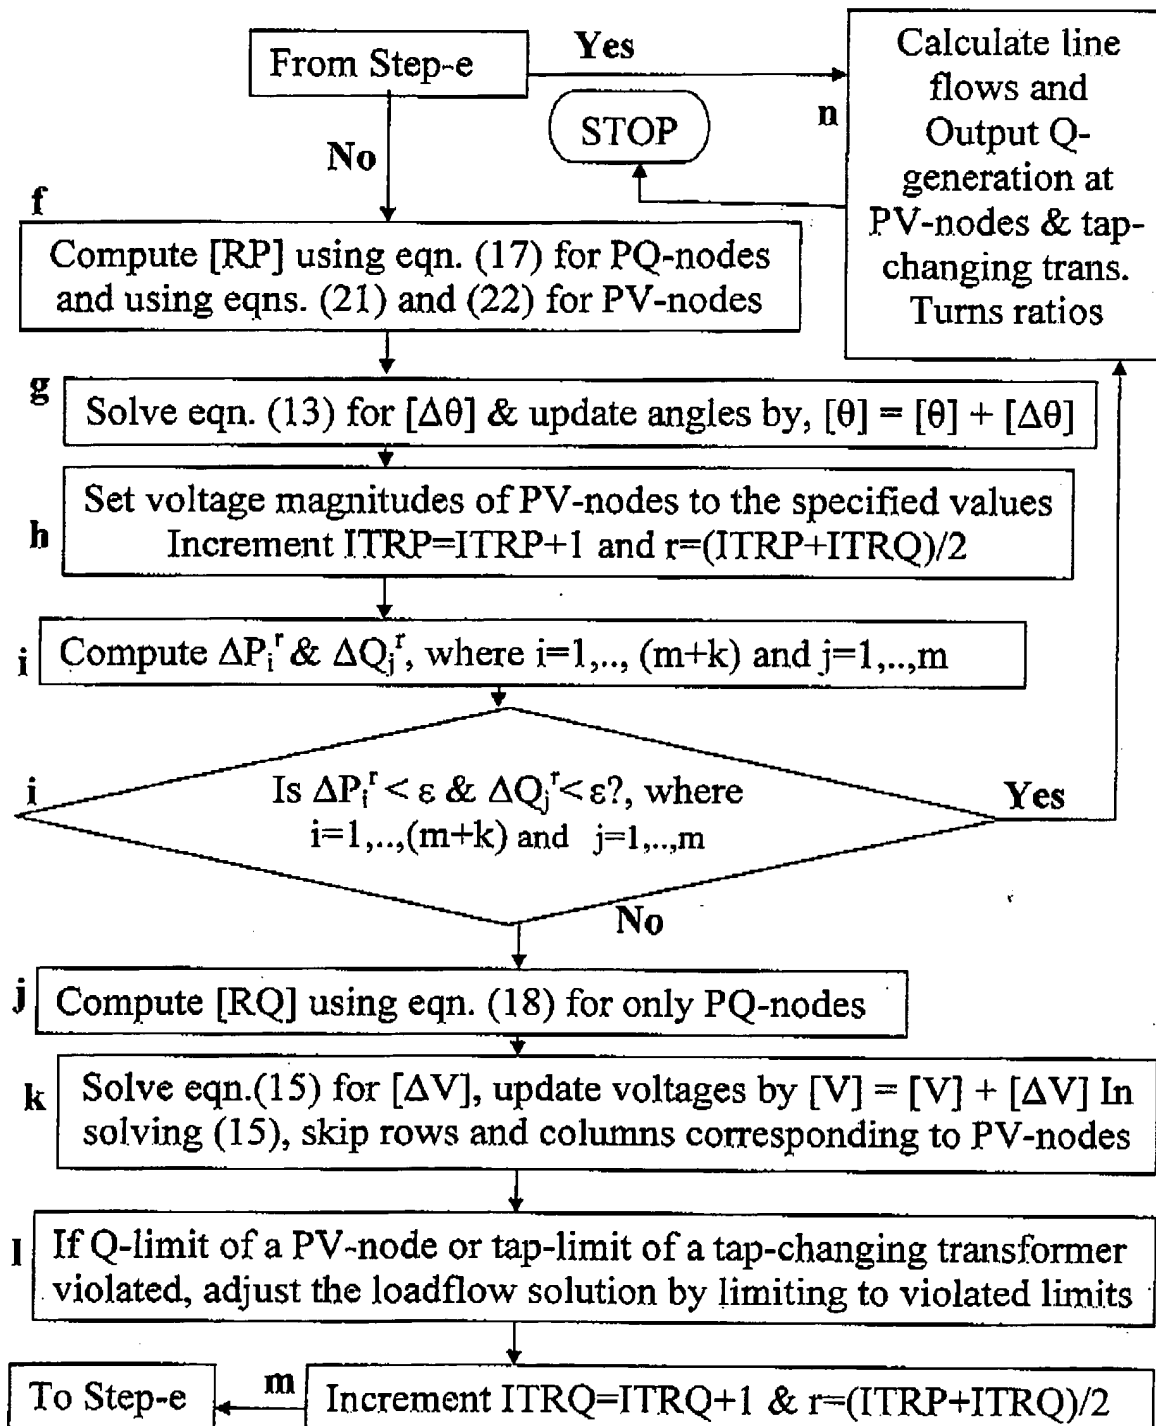 From Step-e
Yes
STOP
No
n
Calculate line
flows and
Output Q-
generation at
PV-nodes & tap-
changing trans.
Turns ratios
f
Compute [RP] using eqn. (17) for PQ-nodes
and using eqns. (21) and (22) for PV-nodes
g
Solve eqn. (13) for [Δθ] & update angles by, [θ] = [θ] + [Δθ]
h
Set voltage magnitudes of PV-nodes to the specified values
Increment ITRP=ITRP+1 and r=(ITRP+ITRQ)/2
i
Compute ΔPᵢʳ & ΔQⱼʳ, where i=1,.., (m+k) and j=1,..,m
i
Is ΔPᵢʳ < ε & ΔQⱼʳ < ε?, where
i=1,..,(m+k) and j=1,..,m
Yes
No
j
Compute [RQ] using eqn. (18) for only PQ-nodes
k
Solve eqn.(15) for [ΔV], update voltages by [V] = [V] + [ΔV] In
solving (15), skip rows and columns corresponding to PV-nodes
l
If Q-limit of a PV-node or tap-limit of a tap-changing transformer
violated, adjust the loadflow solution by limiting to violated limits
To Step-e
m
Increment ITRQ=ITRQ+1 & r=(ITRP+ITRQ)/2